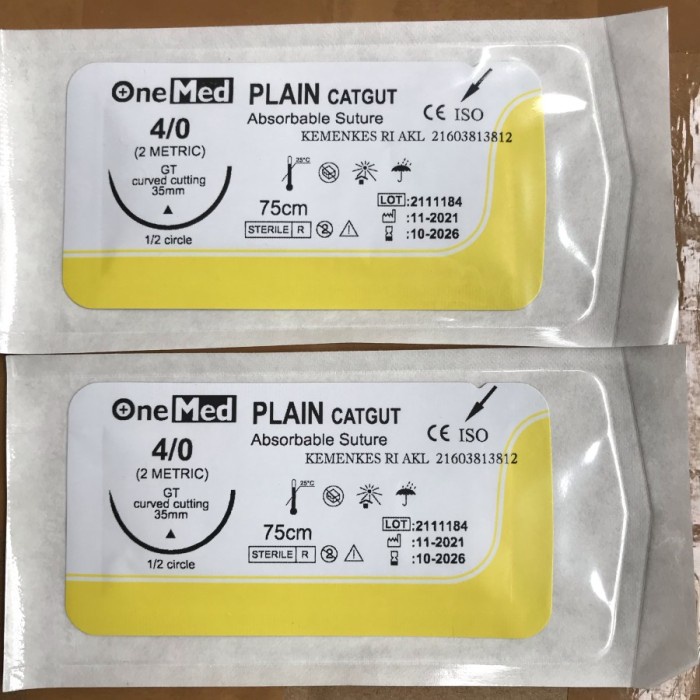 OneMed PLAIN CATGUT
Absorbable Suture
CE ISO
KEMENKES RI AKL 21603813812
4/0
(2 METRIC)
GT
curved cutting
35mm
1/2 circle
25°C
75cm
STERILE R
2
LOT :2111184
:11-2021
:10-2026
OneMed PLAIN CATGUT
Absorbable Suture
CE ISO
KEMENKES RI AKL 21603813812
4/0
(2 METRIC)
GT
curved cutting
35mm
1/2 circle
25°C
75cm
STERILE R
2
LOT :2111184
:11-2021
:10-2026